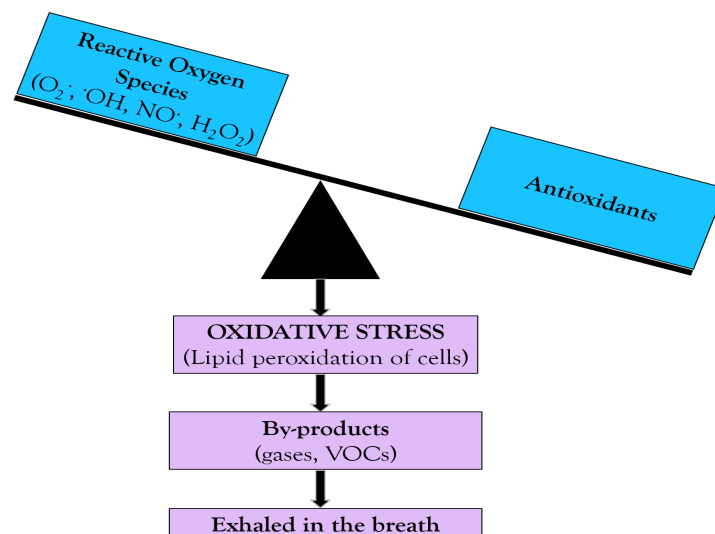 Reactive Oxygen
Species
(O₂⁻˙, ˙OH, NO˙, H₂O₂)
Antioxidants
OXIDATIVE STRESS
(Lipid peroxidation of cells)
By-products
(gases, VOCs)
Exhaled in the breath